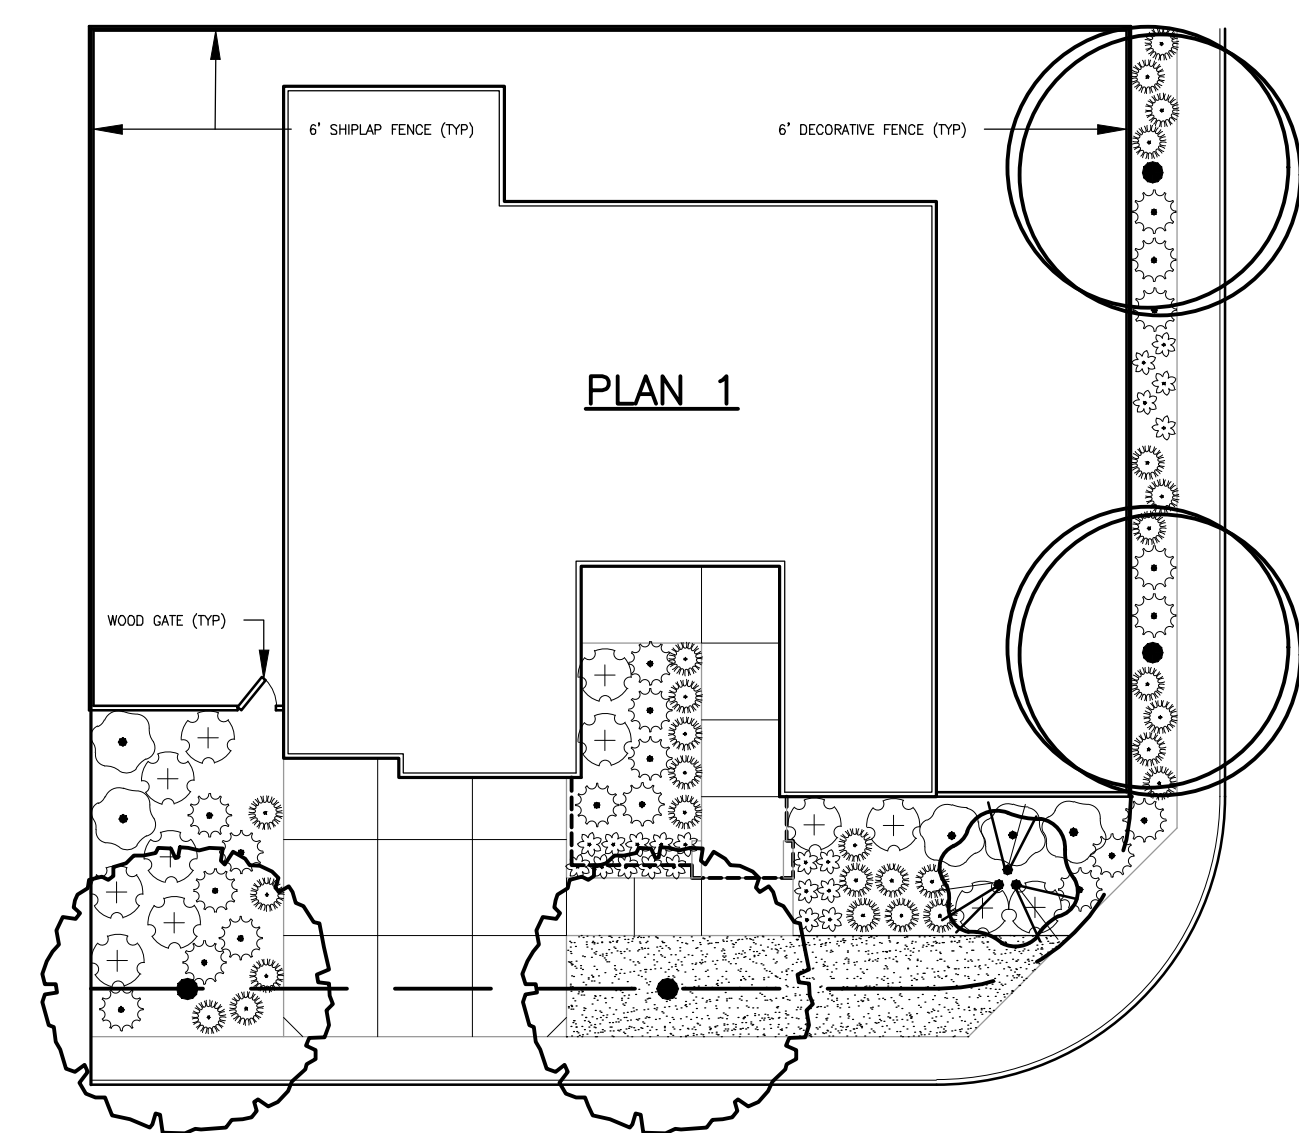 6' SHIPLAP FENCE (TYP)
6' DECORATIVE FENCE (TYP)
PLAN 1
WOOD GATE (TYP)